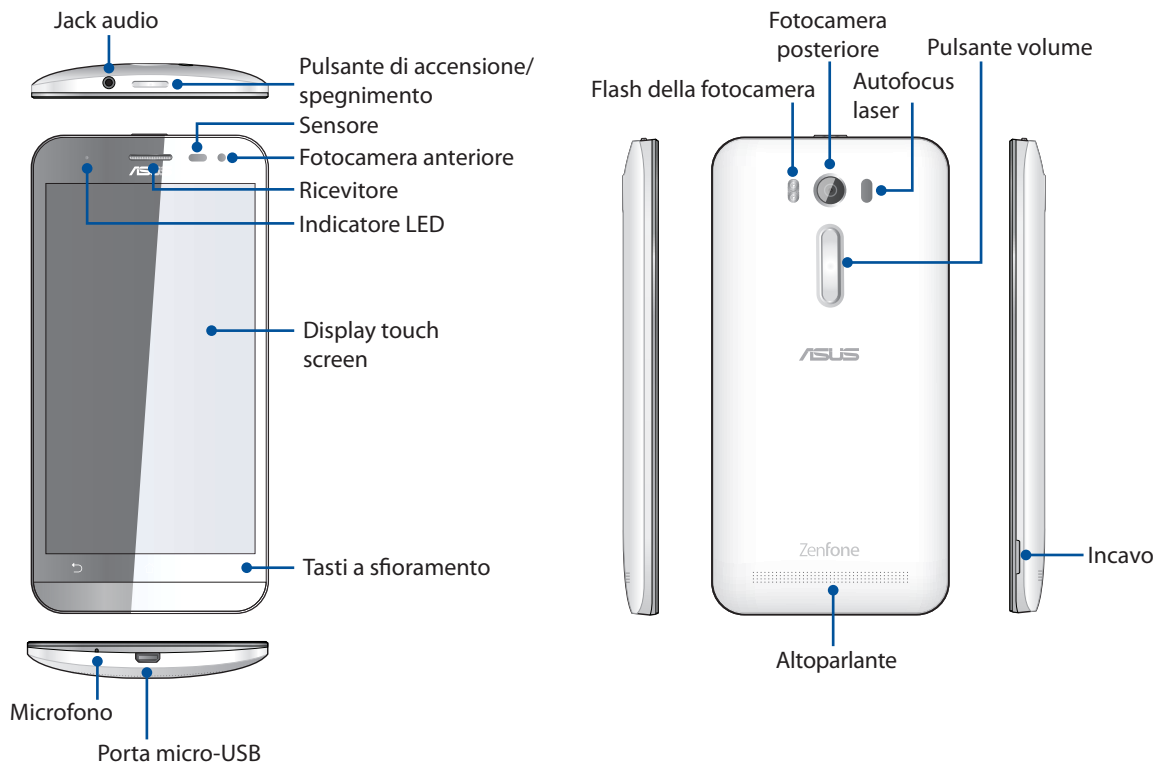 Jack audio
Pulsante di accensione/
spegnimento
Sensore
Fotocamera anteriore
Ricevitore
Indicatore LED
ASUS
Display touch
screen
Tasti a sfioramento
Microfono
Porta micro-USB
Fotocamera
posteriore
Pulsante volume
Flash della fotocamera
Autofocus
laser
ASUS
Zenfone
Incavo
Altoparlante